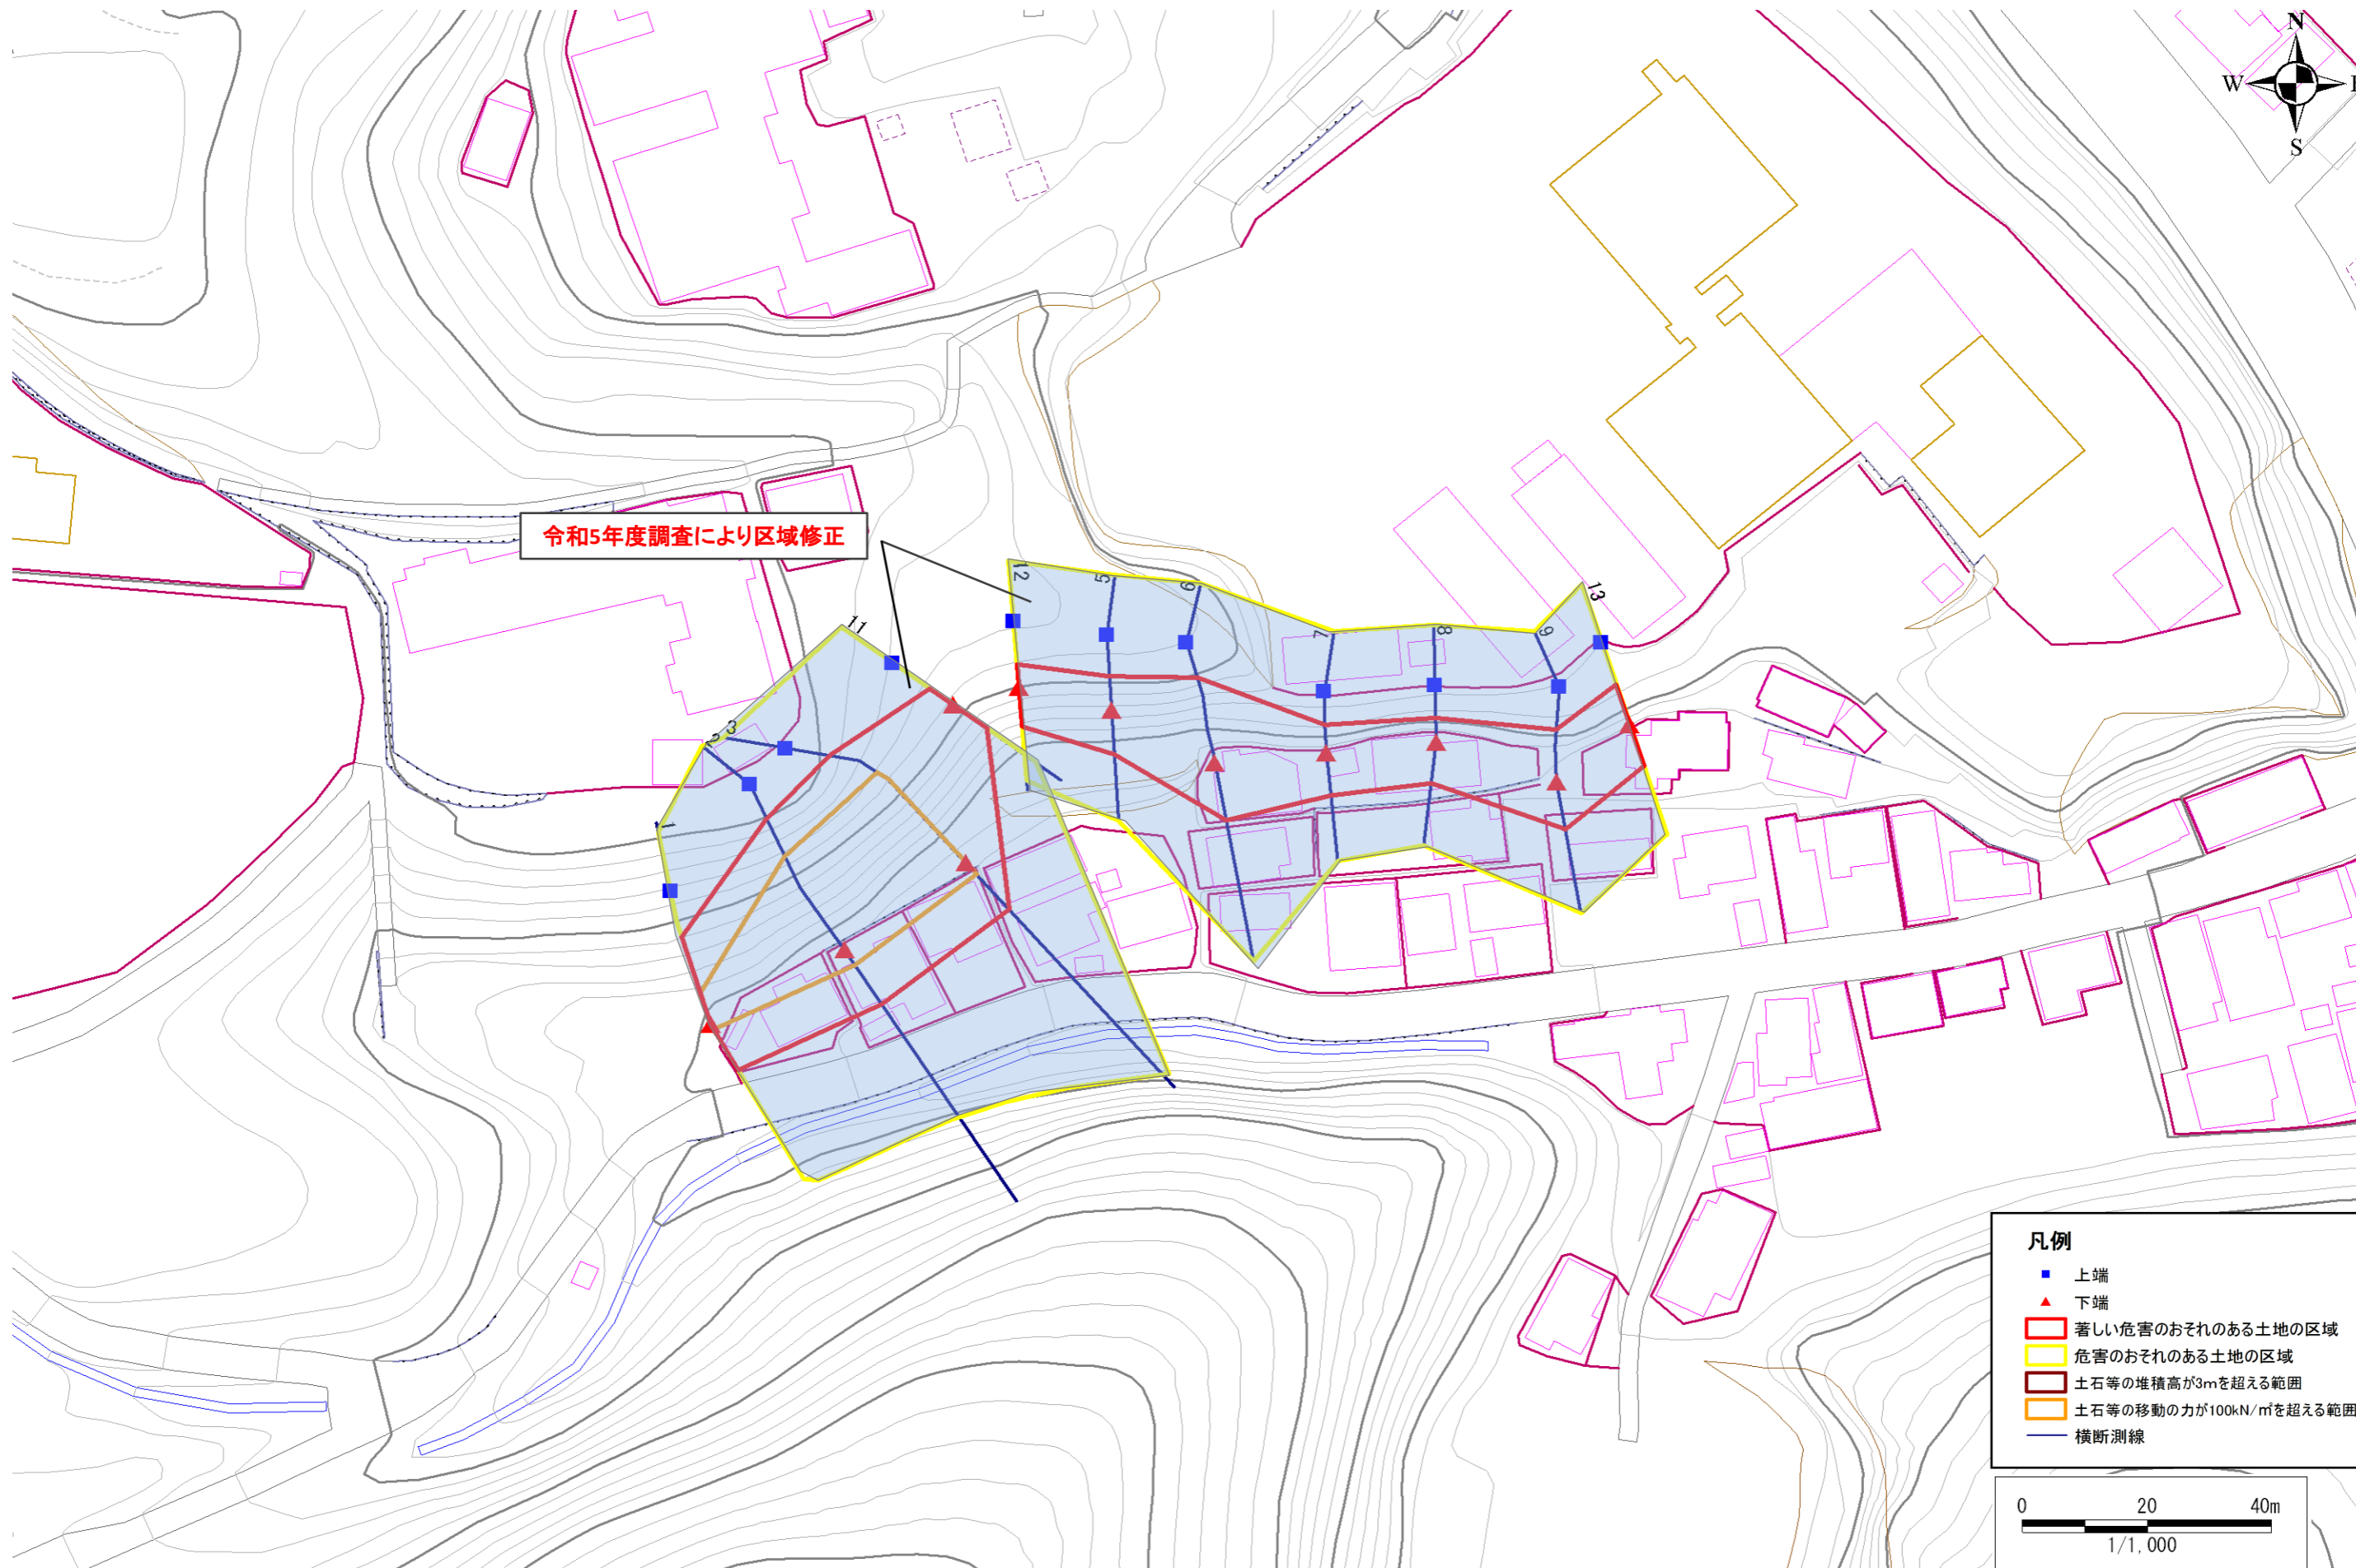 N
W
S
令和5年度調査により区域修正
12
5
6
13
11
7
8
9
3
2
1
凡例
上端
下端
著しい危害のおそれのある土地の区域
危害のおそれのある土地の区域
土石等の堆積高が3mを超える範囲
土石等の移動の力が100kN/㎡を超える範囲
横断測線
0 20 40m
1/1,000